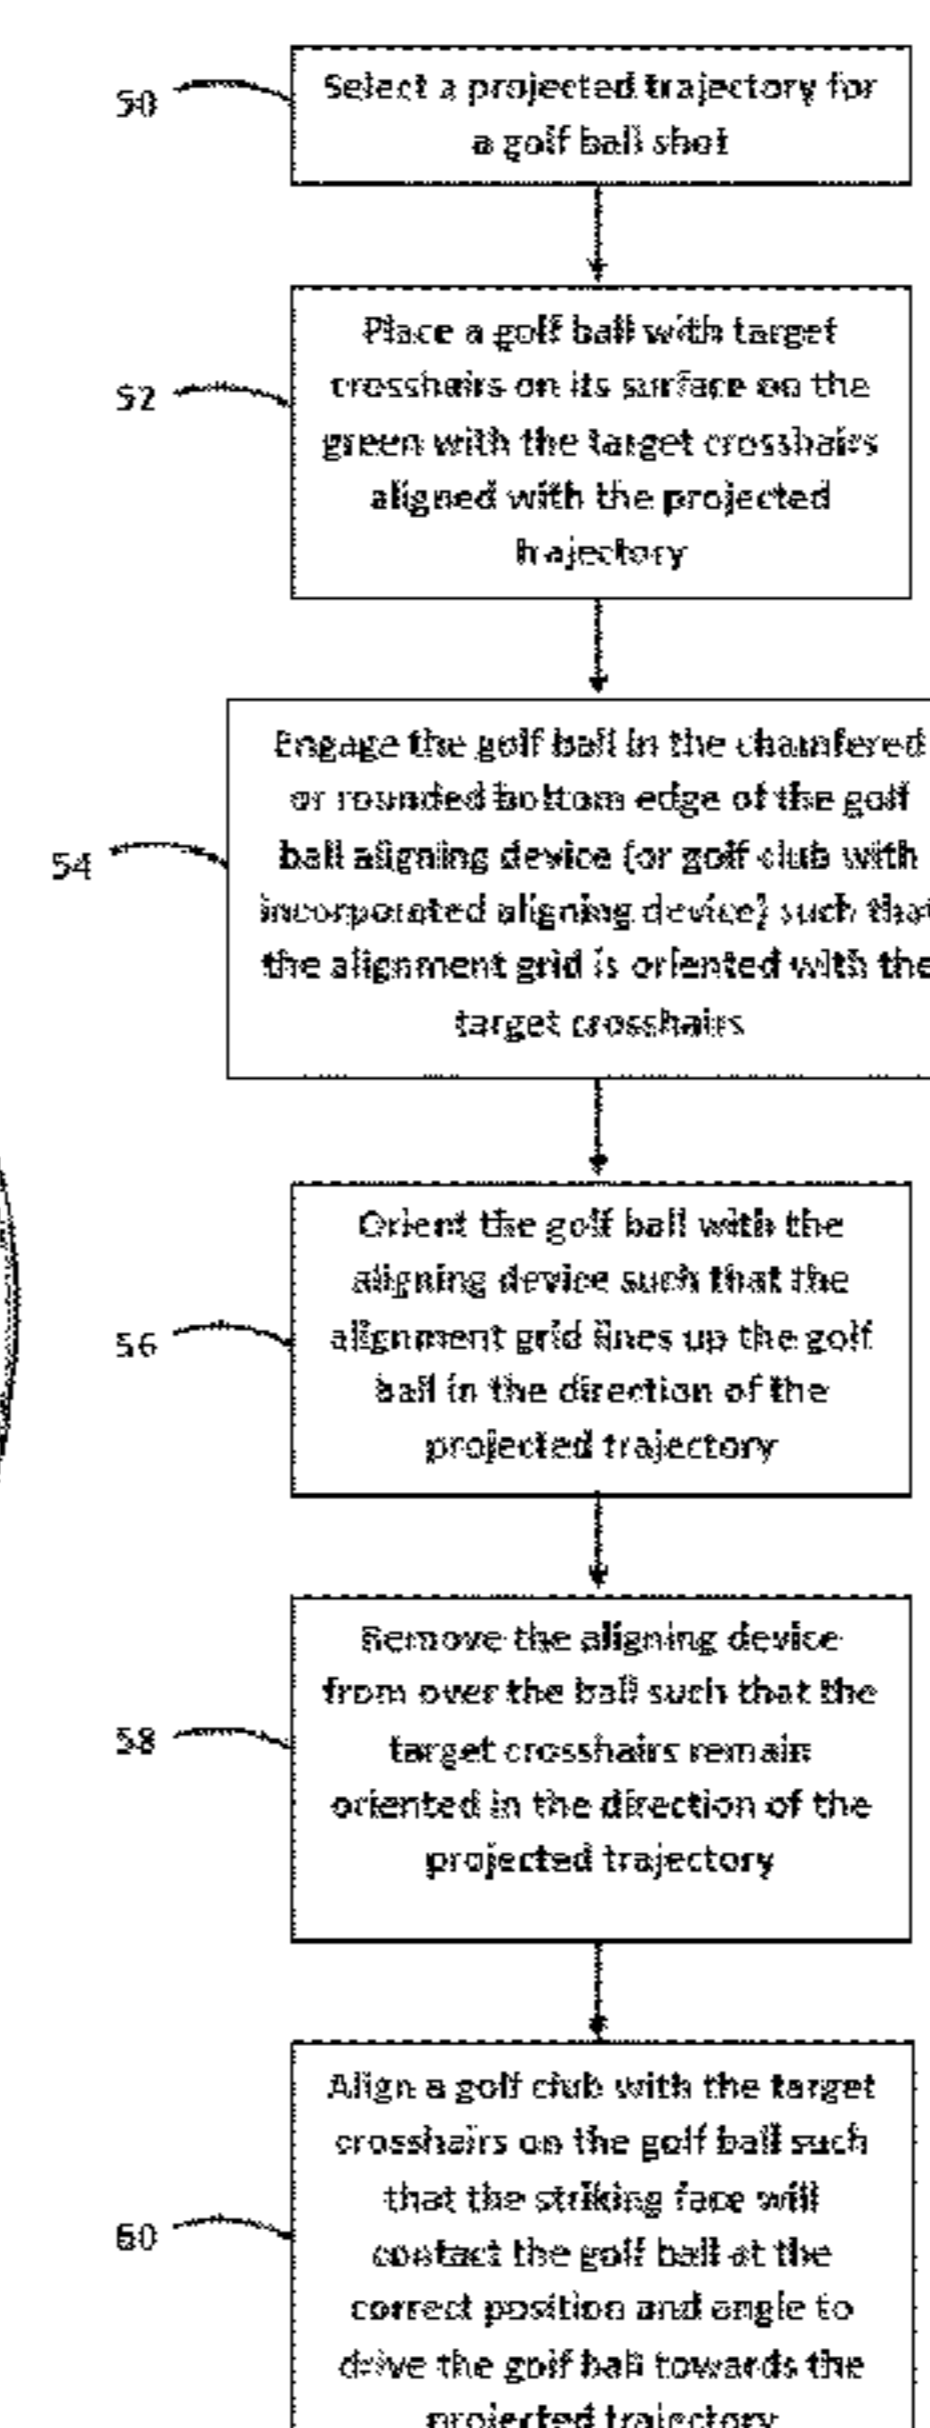 50
Select a projected trajectory for
a golf ball shot
52
Place a golf ball with target
crosshairs on its surface on the
green with the target crosshairs
aligned with the projected
trajectory
54
Engage the golf ball in the chamfered
or rounded bottom edge of the golf
ball aligning device (or golf club with
incorporated aligning device) such that
the alignment grid is oriented with the
target crosshairs
56
Orient the golf ball with the
aligning device such that the
alignment grid lines up the golf
ball in the direction of the
projected trajectory
58
Remove the aligning device
from over the ball such that the
target crosshairs remain
oriented in the direction of the
projected trajectory
60
Align a golf club with the target
crosshairs on the golf ball such
that the striking face will
contact the golf ball at the
correct position and angle to
drive the golf ball towards the
projected trajectory